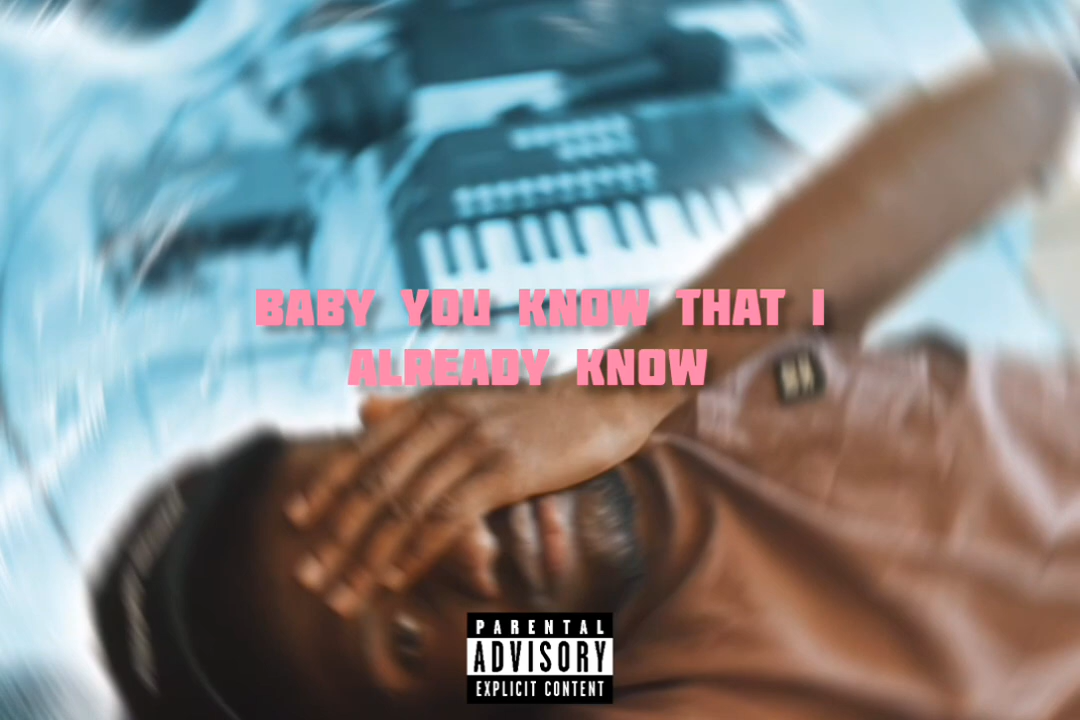 BABY YOU KNOW THAT I
ALREADY KNOW
PARENTAL
ADVISORY
EXPLICIT CONTENT